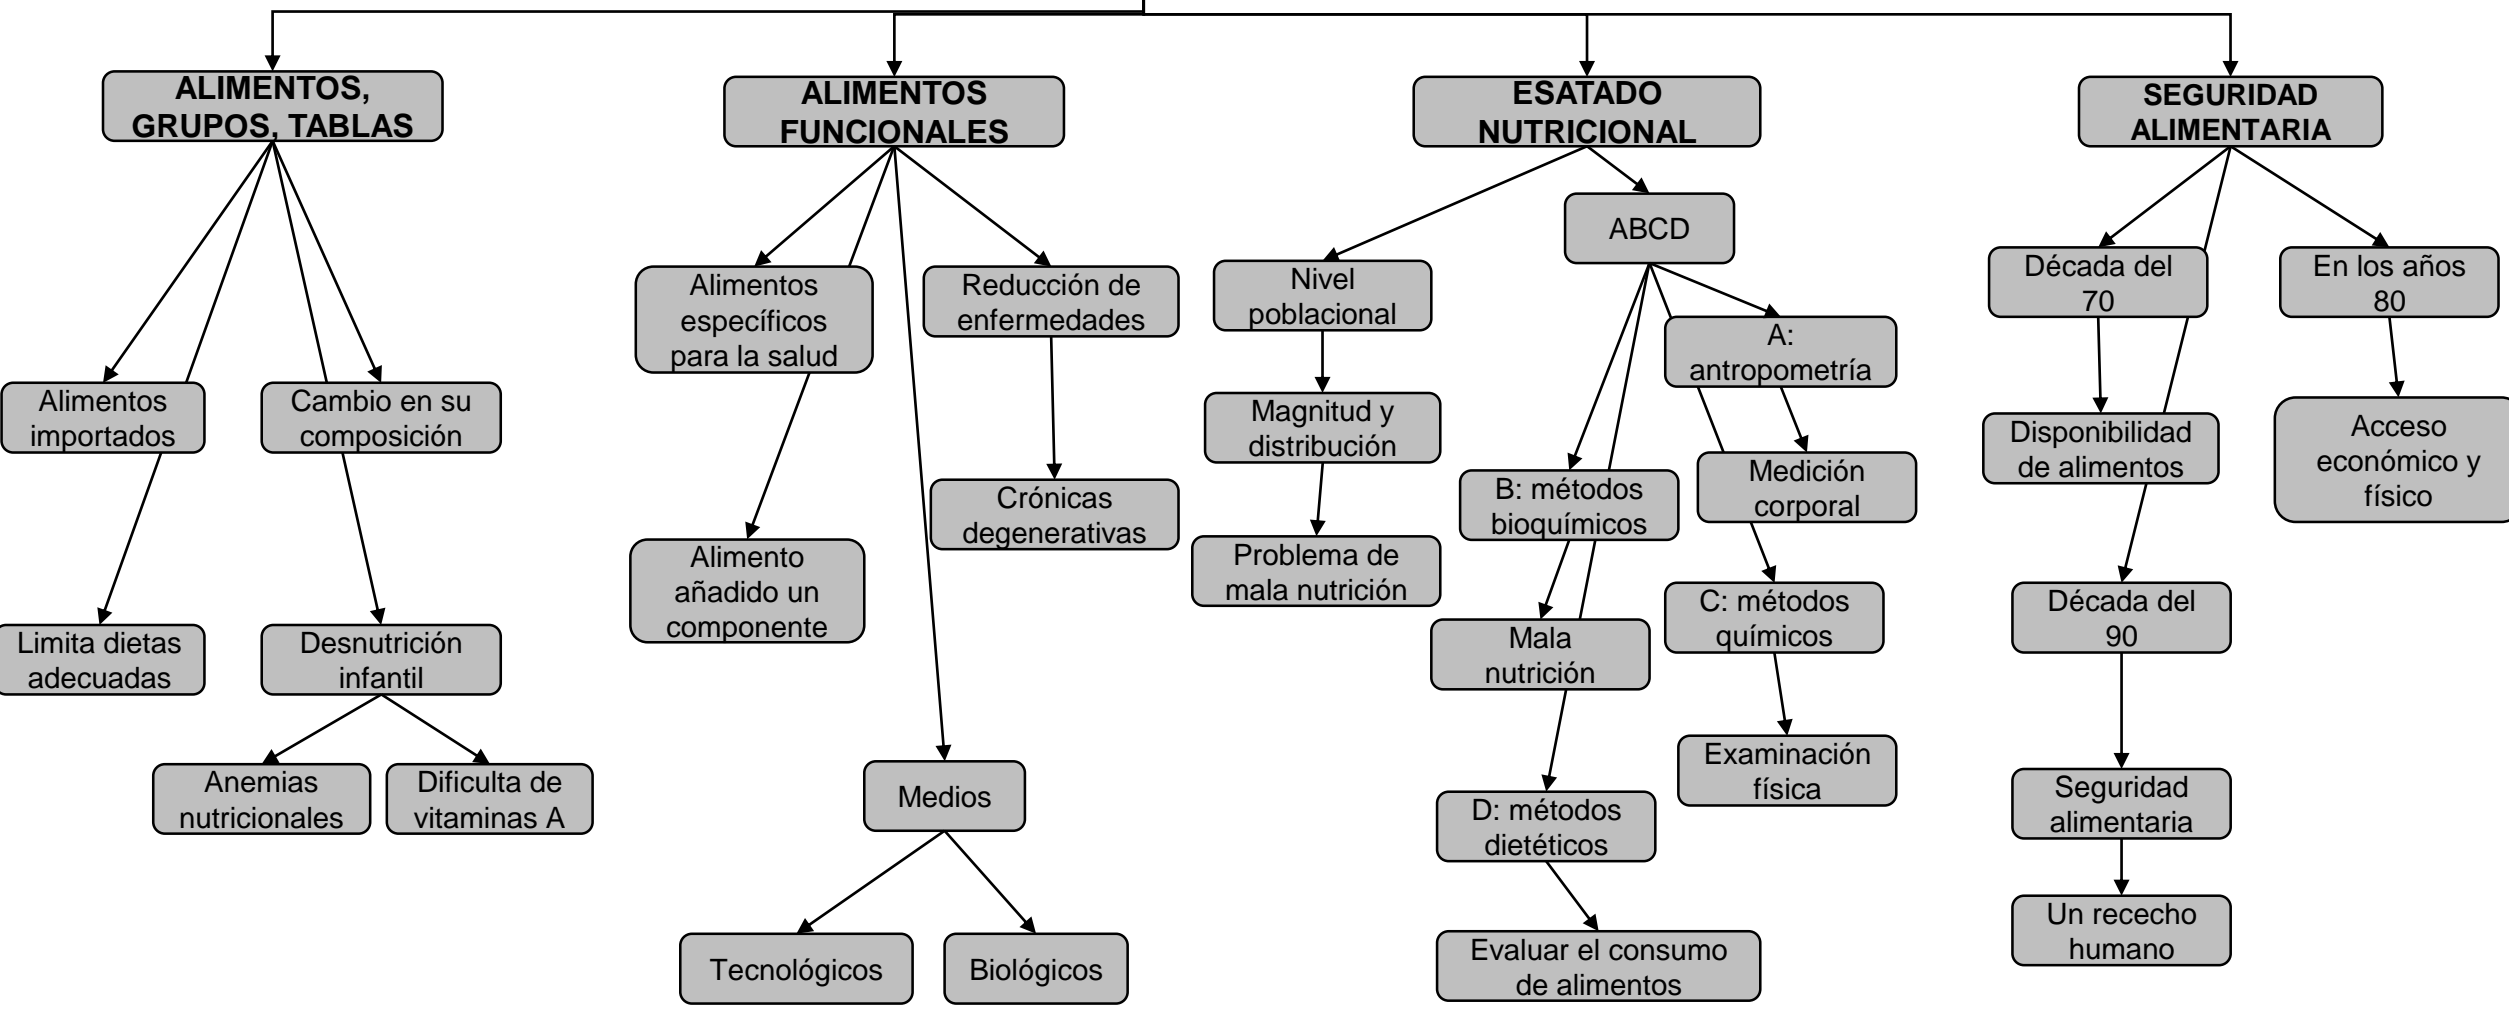 ALIMENTOS,
GRUPOS, TABLAS
ALIMENTOS
FUNCIONALES
ESATADO
NUTRICIONAL
SEGURIDAD
ALIMENTARIA
Alimentos
importados
Cambio en su
composición
Limita dietas
adecuadas
Desnutrición
infantil
Anemias
nutricionales
Dificulta de
vitaminas A
Alimentos
específicos
para la salud
Reducción de
enfermedades
Alimento
añadido un
componente
Crónicas
degenerativas
Medios
Tecnológicos
Biológicos
Nivel
poblacional
Magnitud y
distribución
Problema de
mala nutrición
ABCD
A:
antropometría
Medición
corporal
B: métodos
bioquímicos
Mala
nutrición
C: métodos
químicos
Examinación
física
D: métodos
dietéticos
Evaluar el consumo
de alimentos
Década del
70
Disponibilidad
de alimentos
En los años
80
Acceso
económico y
físico
Década del
90
Seguridad
alimentaria
Un rececho
humano